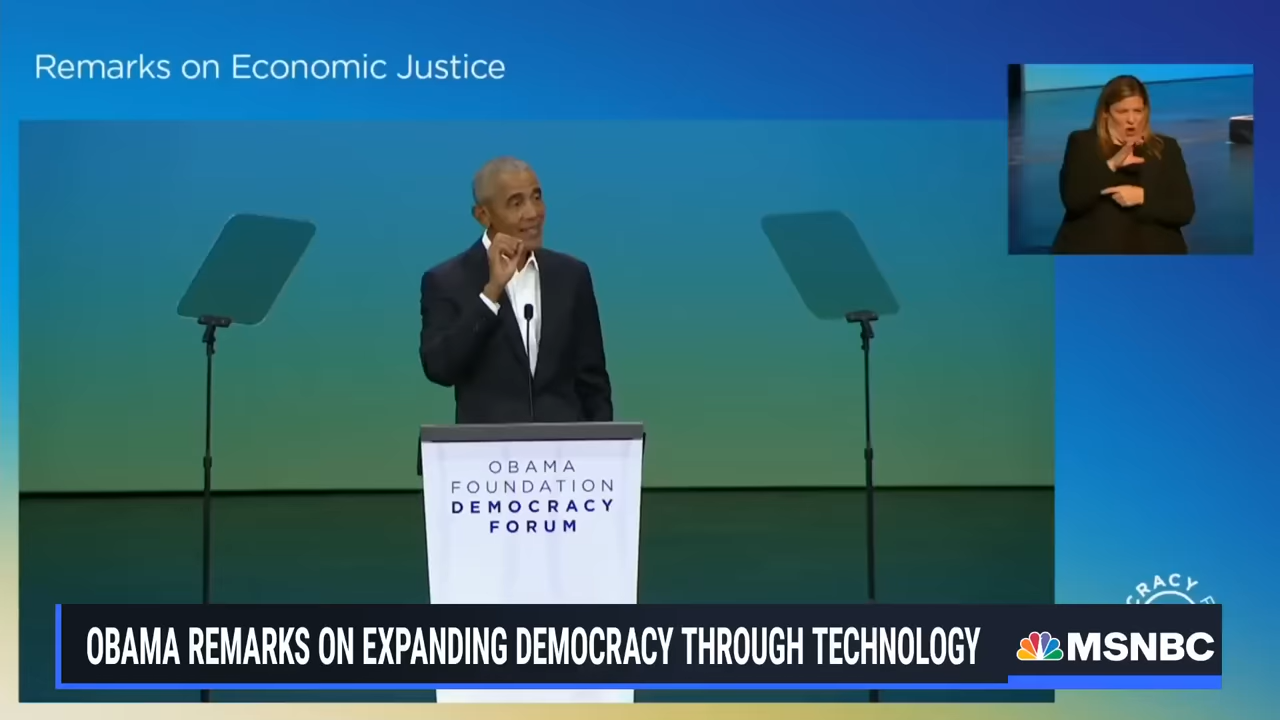 Remarks on Economic Justice
OBAMA
FOUNDATION
DEMOCRACY
FORUM
OBAMA REMARKS ON EXPANDING DEMOCRACY THROUGH TECHNOLOGY
MSNBC